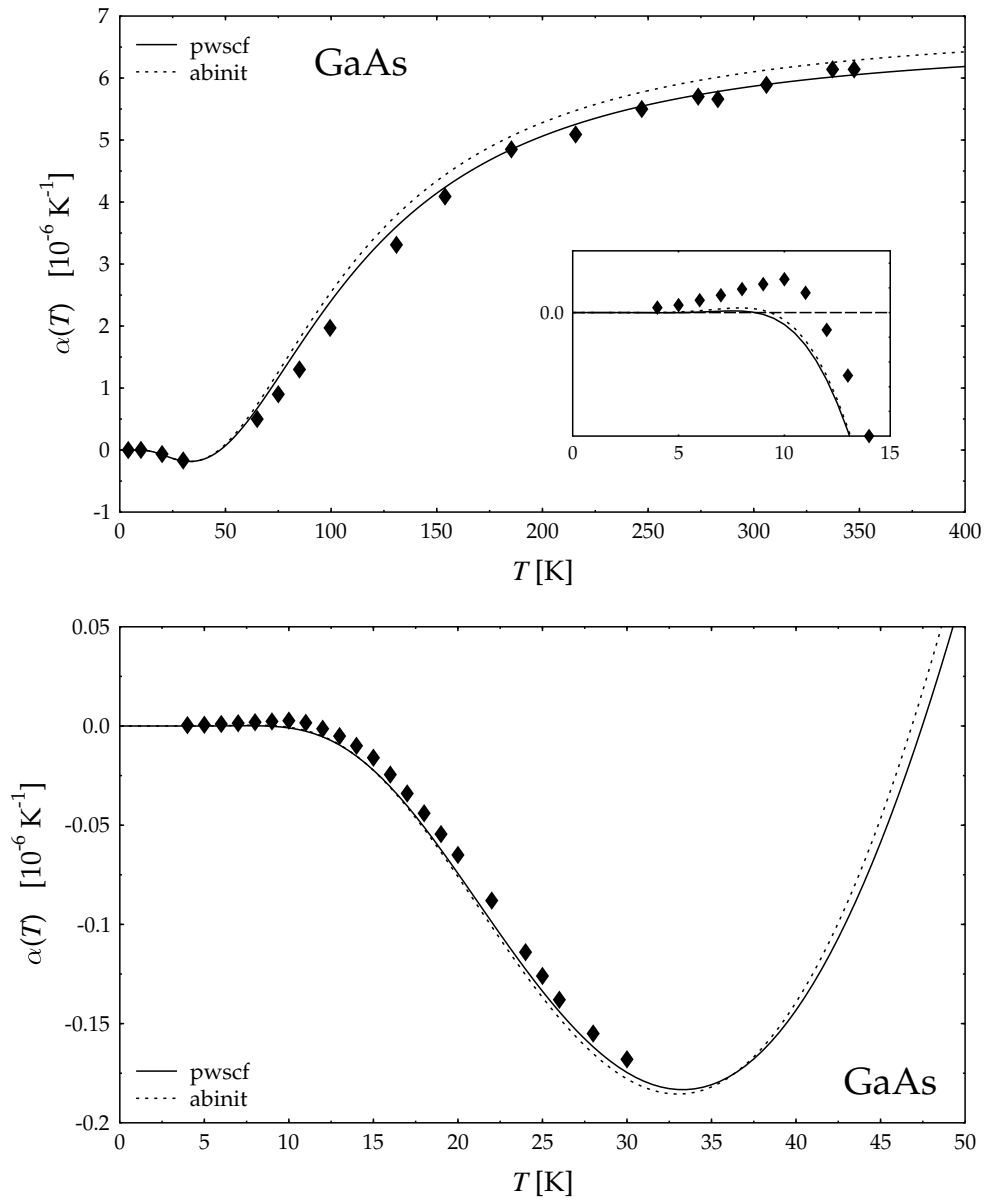 7
6
5
4
3
2
1
0
-1
pwscf
abinit
GaAs
α(T) [10⁻⁶ K⁻¹]
0.0
0 5 10 15
0 50 100 150 200 250 300 350 400
T [K]
0.05
0.0
-0.05
-0.1
-0.15
-0.2
α(T) [10⁻⁶ K⁻¹]
pwscf
abinit
GaAs
0 5 10 15 20 25 30 35 40 45 50
T [K]